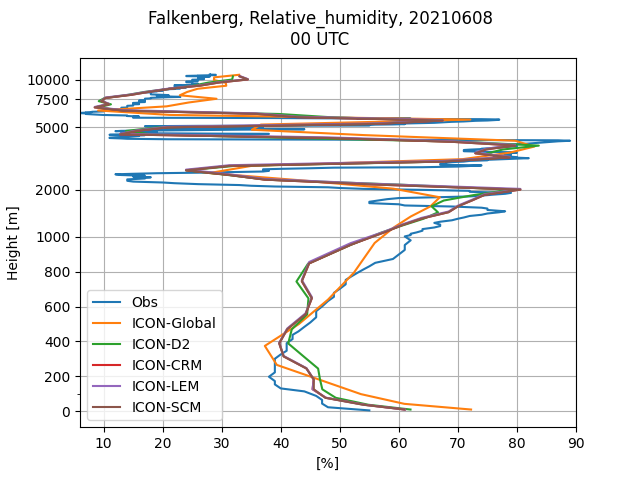 Falkenberg, Relative_humidity, 20210608
00 UTC
10000
7500
5000
2000
1000
800
600
400
200
0
Height [m]
Obs
ICON-Global
ICON-D2
ICON-CRM
ICON-LEM
ICON-SCM
10 20 30 40 50 60 70 80 90
[%]